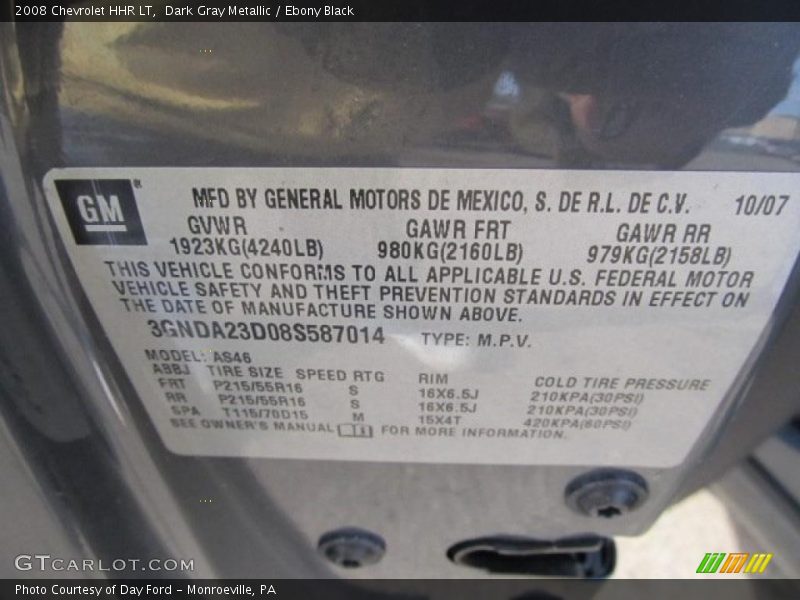 2008 Chevrolet HHR LT,  Dark Gray Metallic / Ebony Black
GM
MFD BY GENERAL MOTORS DE MEXICO, S. DE R.L. DE C.V. 10/07
GVWR GAWR FRT GAWR RR
1923KG(4240LB) 980KG(2160LB) 979KG(2158LB)
THIS VEHICLE CONFORMS TO ALL APPLICABLE U.S. FEDERAL MOTOR
VEHICLE SAFETY AND THEFT PREVENTION STANDARDS IN EFFECT ON
THE DATE OF MANUFACTURE SHOWN ABOVE.
3GNDA23D08S587014 TYPE: M.P.V.
MODEL: AS46
ABBJ TIRE SIZE SPEED RTG RIM COLD TIRE PRESSURE
FRT P215/55R16 S 16X6.5J 210KPA(30PSI)
RR P215/55R16 S 16X6.5J 210KPA(30PSI)
SPA T115/70D15 M 15X4T 420KPA(60PSI)
SEE OWNER'S MANUAL FOR MORE INFORMATION.
GTCARLOT.COM
Photo Courtesy of Day Ford – Monroeville, PA